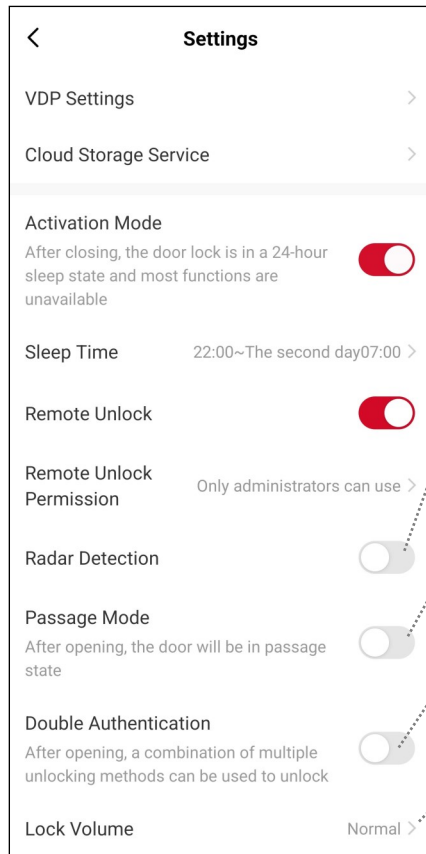 Settings
VDP Settings
Cloud Storage Service
Activation Mode
After closing, the door lock is in a 24-hour
sleep state and most functions are
unavailable
Sleep Time 22:00~The second day07:00
Remote Unlock
Remote Unlock
Permission
Only administrators can use
Radar Detection
Passage Mode
After opening, the door will be in passage
state
Double Authentication
After opening, a combination of multiple
unlocking methods can be used to unlock
Lock Volume Normal